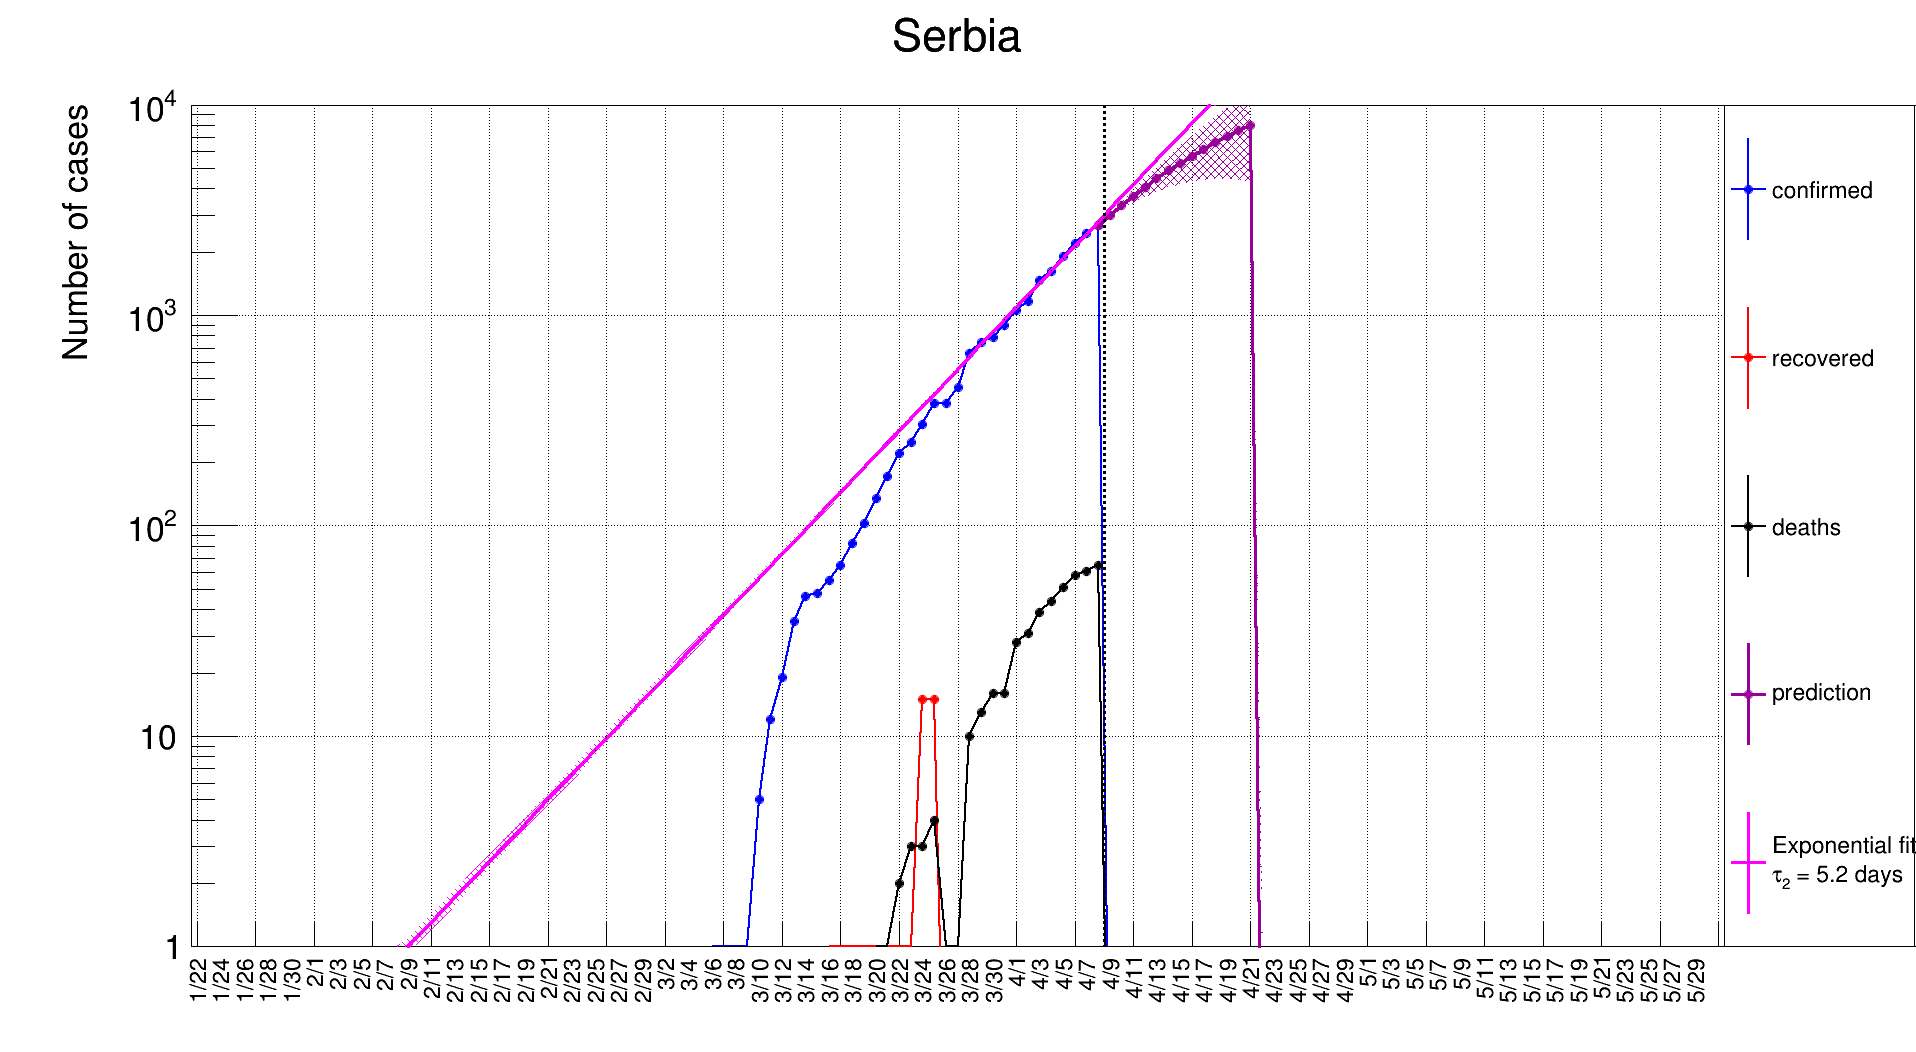 Serbia
Number of cases
10^4
10^3
10^2
10
1
1/22 1/24 1/26 1/28 1/30 2/1 2/3 2/5 2/7 2/9 2/11 2/13 2/15 2/17 2/19 2/21 2/23 2/25 2/27 2/29 3/2 3/4 3/6 3/8 3/10 3/12 3/14 3/16 3/18 3/20 3/22 3/24 3/26 3/28 3/30 4/1 4/3 4/5 4/7 4/9 4/11 4/13 4/15 4/17 4/19 4/21 4/23 4/25 4/27 4/29 5/1 5/3 5/5 5/7 5/9 5/11 5/13 5/15 5/17 5/19 5/21 5/23 5/25 5/27 5/29
confirmed
recovered
deaths
prediction
Exponential fit
τ₂ = 5.2 days